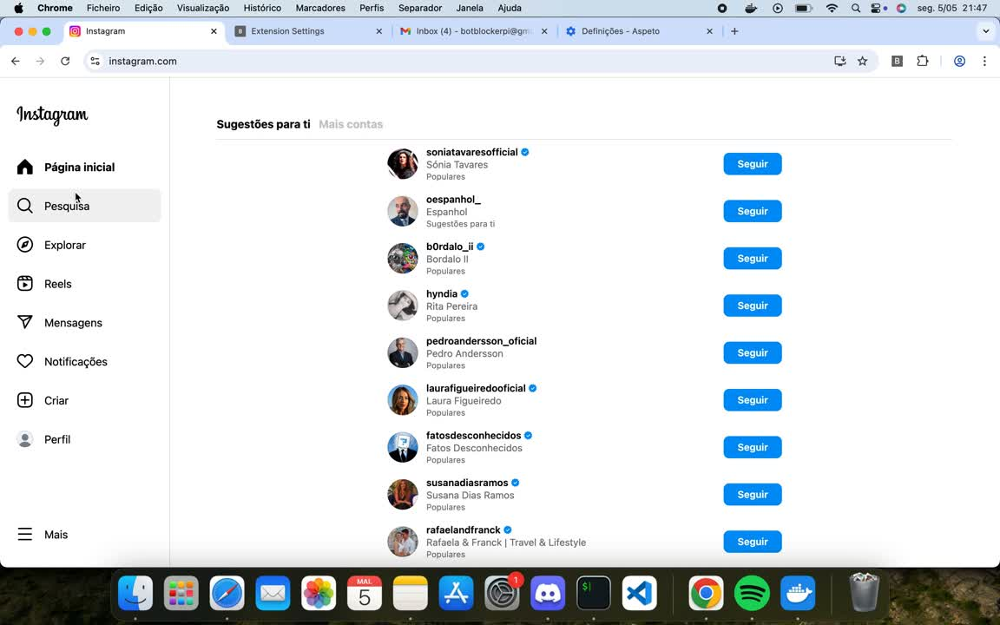 Chrome Ficheiro Edição Visualização Histórico Marcadores Perfis Separador Janela Ajuda seg. 5/05 21:47
Instagram Extension Settings Inbox (4) - botblockerpi@gm Definições - Aspeto
instagram.com
Instagram
Página inicial
Pesquisa
Explorar
Reels
Mensagens
Notificações
Criar
Perfil
Mais
Sugestões para ti Mais contas
soniatavaresofficial
Sónia Tavares
Populares
Seguir
oespanhol_
Espanhol
Sugestões para ti
Seguir
b0rdalo_ii
Bordalo II
Populares
Seguir
hyndia
Rita Pereira
Populares
Seguir
pedroandersson_oficial
Pedro Andersson
Populares
Seguir
laurafigueiredooficial
Laura Figueiredo
Populares
Seguir
fatosdesconhecidos
Fatos Desconhecidos
Populares
Seguir
susanadiasramos
Susana Dias Ramos
Populares
Seguir
rafaelandfranck
Rafaela & Franck | Travel & Lifestyle
Populares
Seguir
MAI.
5
1